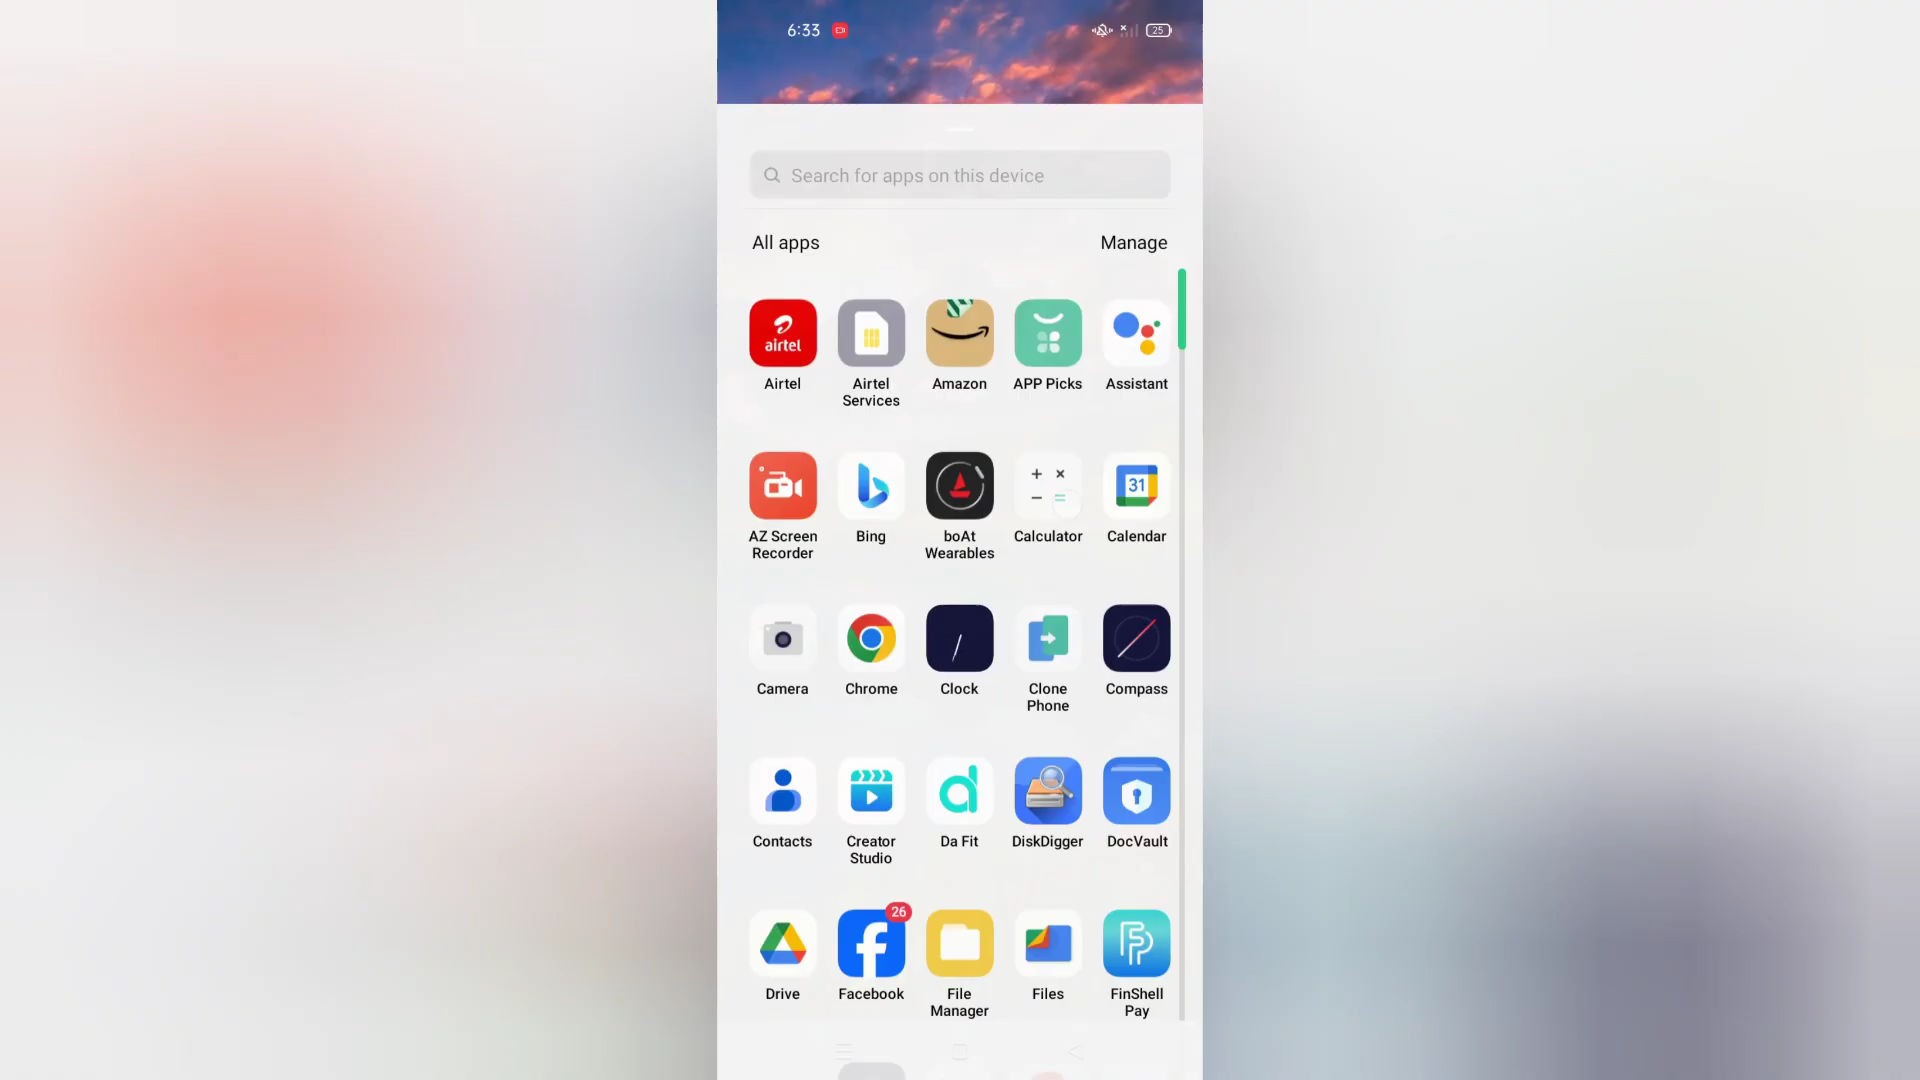 6:33
25
Search for apps on this device
All apps
Manage
airtel
Airtel
Airtel
Services
Amazon
APP Picks
Assistant
AZ Screen
Recorder
Bing
boAt
Wearables
Calculator
31
Calendar
Camera
Chrome
Clock
Clone
Phone
Compass
Contacts
Creator
Studio
Da Fit
DiskDigger
DocVault
Drive
26
Facebook
File
Manager
Files
FinShell
Pay